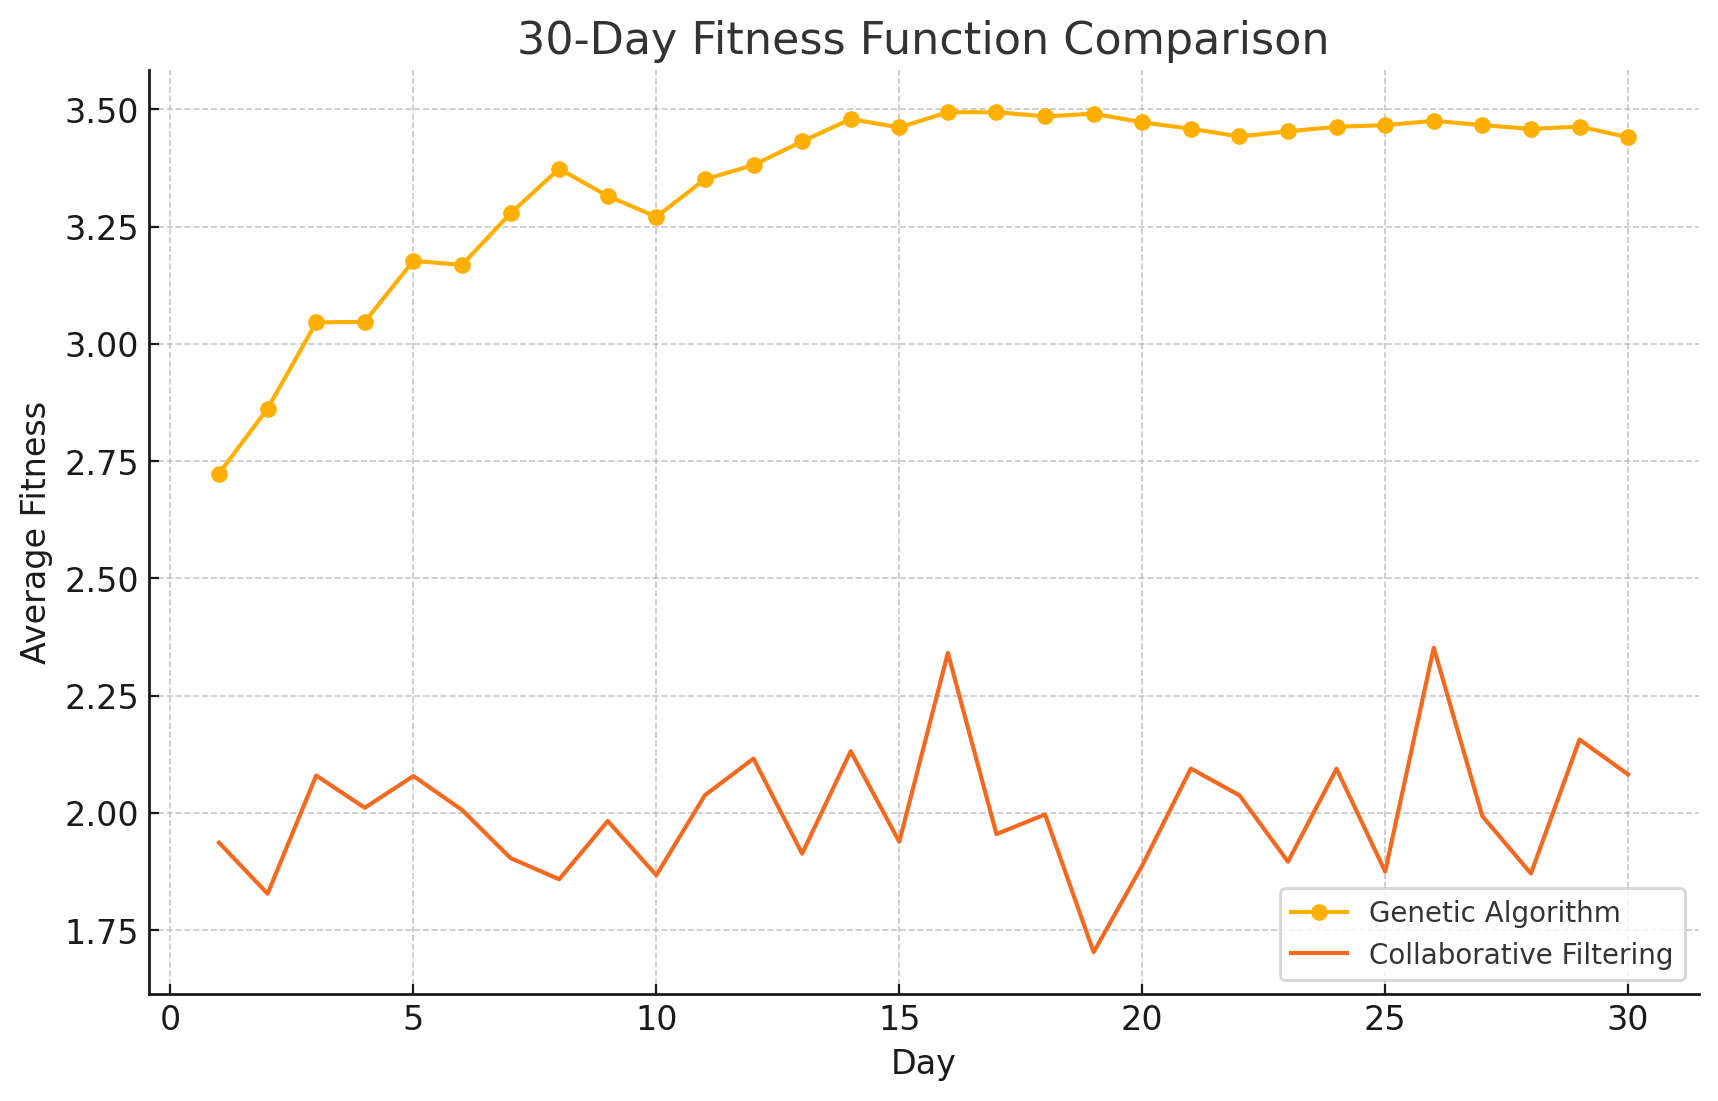 30-Day Fitness Function Comparison
Average Fitness
3.50
3.25
3.00
2.75
2.50
2.25
2.00
1.75
Genetic Algorithm
Collaborative Filtering
0 5 10 15 20 25 30
Day